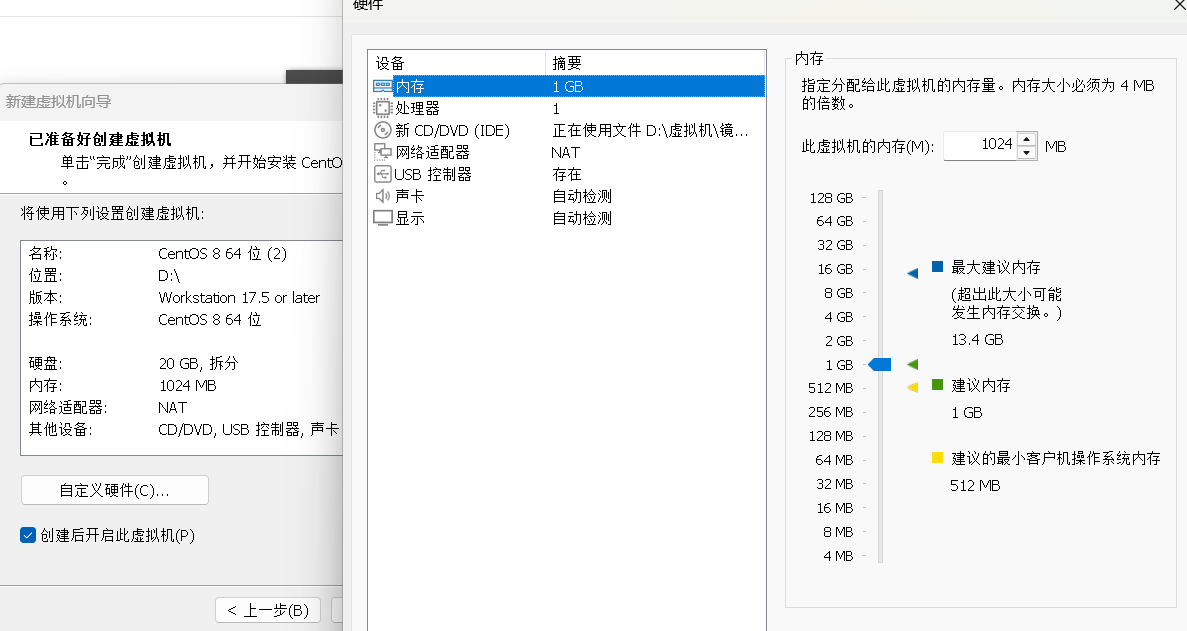 硬件
新建虚拟机向导
已准备好创建虚拟机
单击“完成”创建虚拟机，并开始安装 CentO
。
将使用下列设置创建虚拟机:
名称: CentOS 8 64 位 (2)
位置: D:\
版本: Workstation 17.5 or later
操作系统: CentOS 8 64 位
硬盘: 20 GB, 拆分
内存: 1024 MB
网络适配器: NAT
其他设备: CD/DVD, USB 控制器, 声卡
自定义硬件(C)...
创建后开启此虚拟机(P)
< 上一步(B)
设备 摘要
内存 1 GB
处理器 1
新 CD/DVD (IDE) 正在使用文件 D:\虚拟机\镜...
网络适配器 NAT
USB 控制器 存在
声卡 自动检测
显示 自动检测
内存
指定分配给此虚拟机的内存量。内存大小必须为 4 MB
的倍数。
此虚拟机的内存(M): 1024 MB
128 GB
64 GB
32 GB
16 GB
8 GB
4 GB
2 GB
1 GB
512 MB
256 MB
128 MB
64 MB
32 MB
16 MB
8 MB
4 MB
最大建议内存
(超出此大小可能
发生内存交换。)
13.4 GB
建议内存
1 GB
建议的最小客户机操作系统内存
512 MB